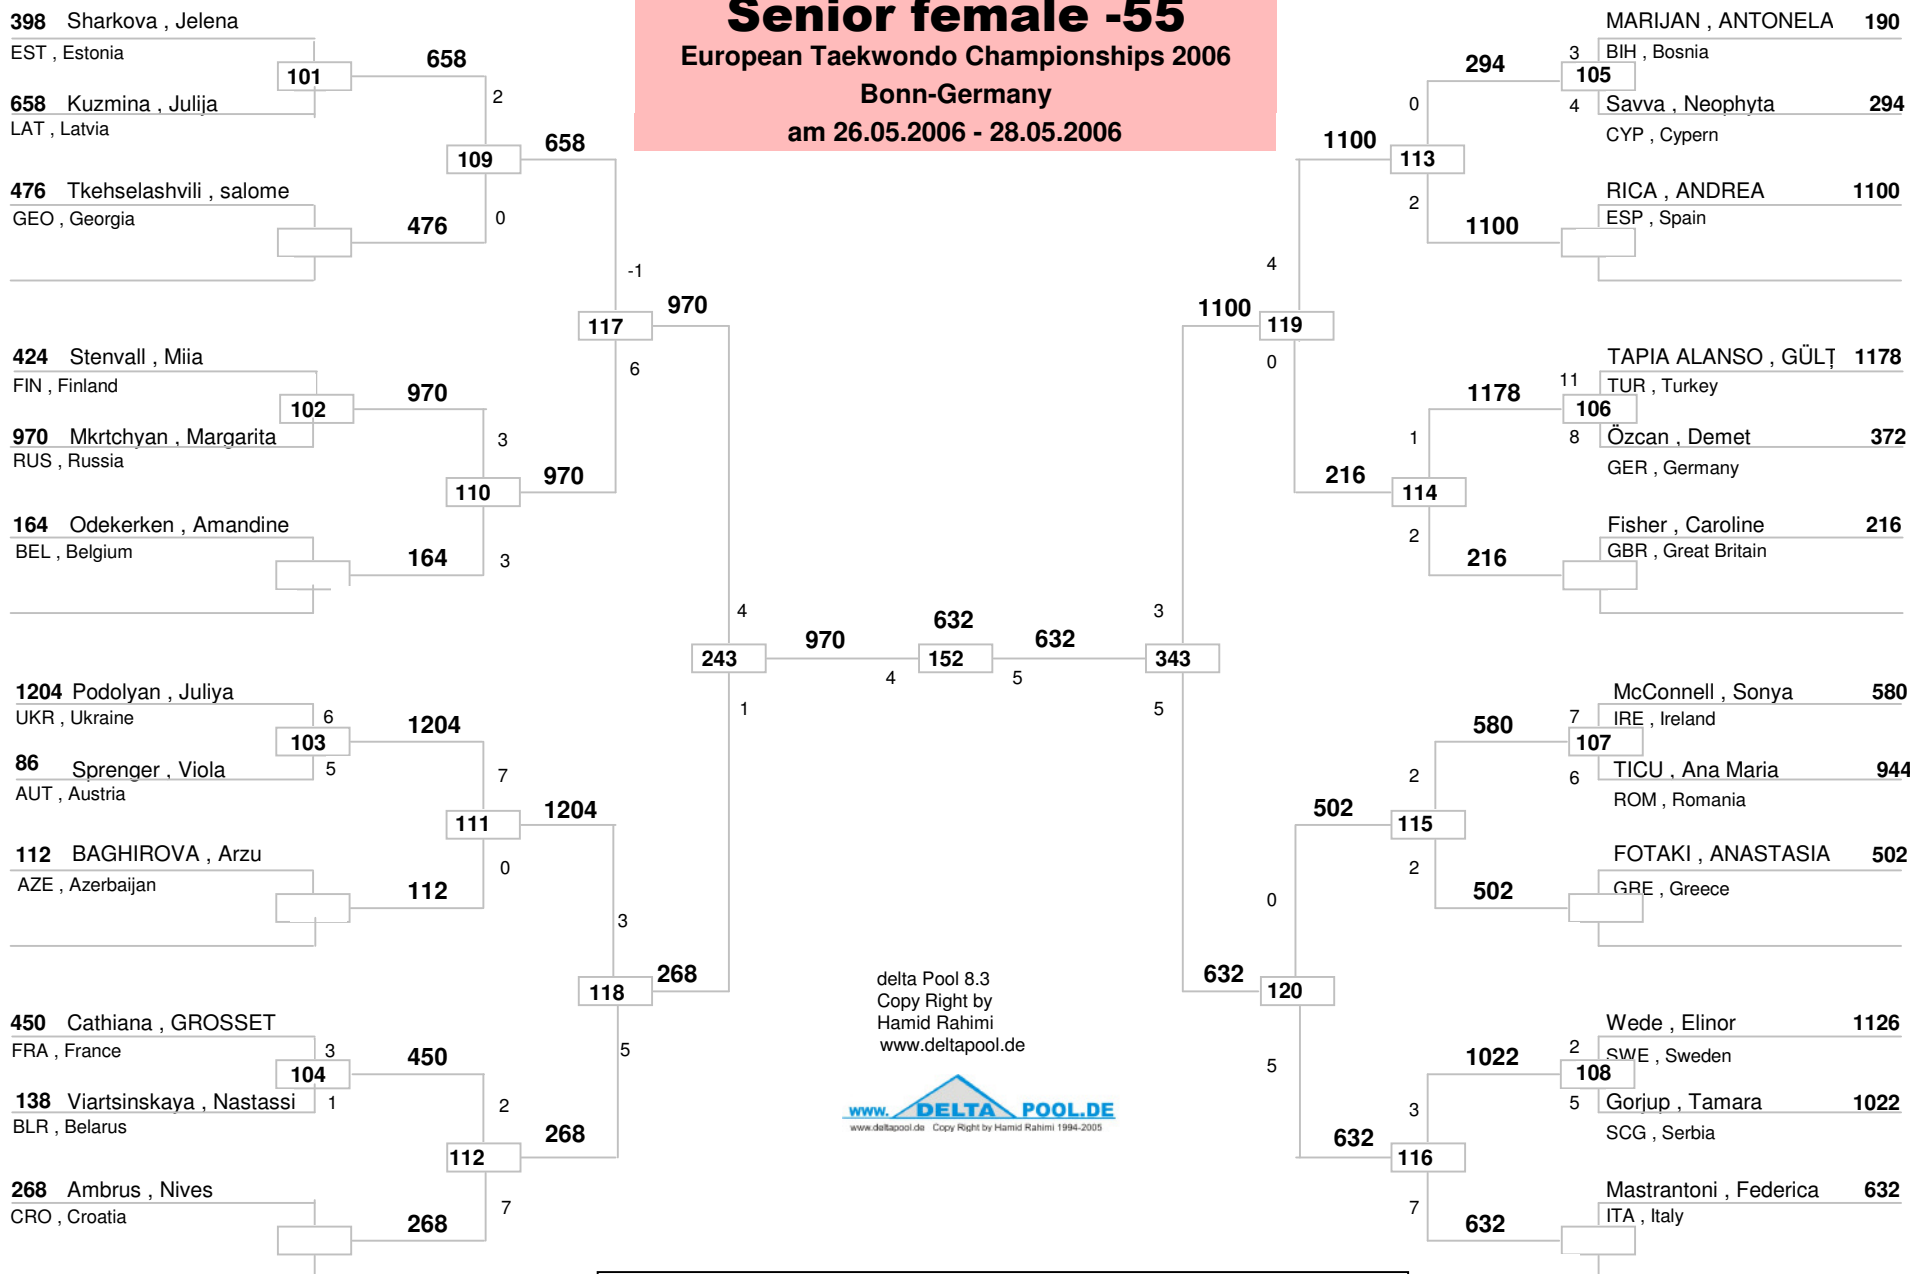 Senior female -55
European Taekwondo Championships 2006
Bonn-Germany
am 26.05.2006 - 28.05.2006
398 Sharkova , Jelena
EST , Estonia
101
658
658 Kuzmina , Julija
LAT , Latvia
2
109
658
476 Tkehselashvili , salome
GEO , Georgia
476
0
-1
117
970
6
424 Stenvall , Miia
FIN , Finland
102
970
970 Mkrtchyan , Margarita
RUS , Russia
3
110
970
164 Odekerken , Amandine
BEL , Belgium
164
3
4
243
970
1
1204 Podolyan , Juliya
UKR , Ukraine
6
103
1204
86 Sprenger , Viola
5
AUT , Austria
7
111
1204
112 BAGHIROVA , Arzu
AZE , Azerbaijan
112
0
3
118
268
5
450 Cathiana , GROSSET
FRA , France
3
104
450
138 Viartsinskaya , Nastassi
1
BLR , Belarus
2
112
268
268 Ambrus , Nives
CRO , Croatia
268
7
632
4
152
5
632
343
3
5
delta Pool 8.3
Copy Right by
Hamid Rahimi
www.deltapool.de
www. DELTA POOL.DE
www.deltapool.de Copy Right by Hamid Rahimi 1994-2005
MARIJAN , ANTONELA 190
3
BIH , Bosnia
294
105
4
Savva , Neophyta 294
CYP , Cypern
0
1100
113
2
RICA , ANDREA 1100
ESP , Spain
1100
4
1100
119
0
TAPIA ALANSO , GÜLŢ 1178
11
TUR , Turkey
1178
106
8
Özcan , Demet 372
GER , Germany
1
216
114
2
Fisher , Caroline 216
GBR , Great Britain
216
McConnell , Sonya 580
7
IRE , Ireland
580
107
6
TICU , Ana Maria 944
ROM , Romania
2
502
115
2
FOTAKI , ANASTASIA 502
GRE , Greece
502
0
632
120
5
Wede , Elinor 1126
2
SWE , Sweden
1022
108
5
Gorjup , Tamara 1022
SCG , Serbia
3
632
116
7
Mastrantoni , Federica 632
ITA , Italy
632